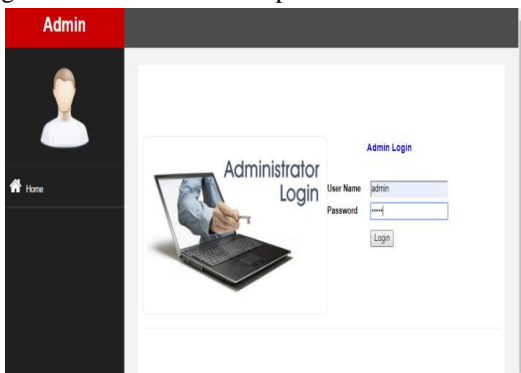 Admin
Home
Administrator
Login
Admin Login
User Name admin
Password •••••
Login